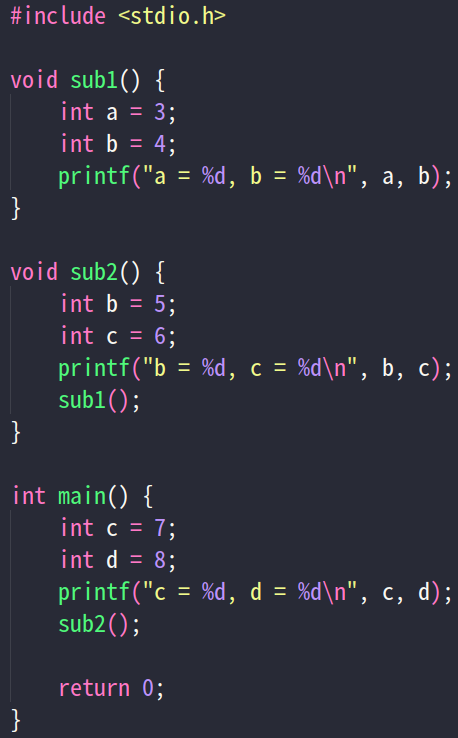 #include <stdio.h>

void sub1() {
    int a = 3;
    int b = 4;
    printf("a = %d, b = %d\n", a, b);
}

void sub2() {
    int b = 5;
    int c = 6;
    printf("b = %d, c = %d\n", b, c);
    sub1();
}

int main() {
    int c = 7;
    int d = 8;
    printf("c = %d, d = %d\n", c, d);
    sub2();

    return 0;
}